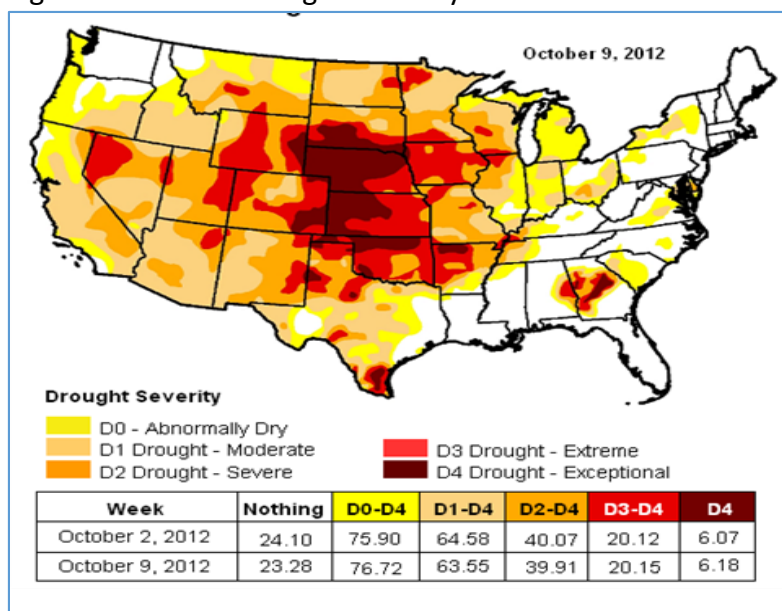 October 9, 2012
Drought Severity
D0 - Abnormally Dry
D1 Drought - Moderate
D2 Drought - Severe
D3 Drought - Extreme
D4 Drought - Exceptional
Week Nothing D0-D4 D1-D4 D2-D4 D3-D4 D4
October 2, 2012 24.10 75.90 64.58 40.07 20.12 6.07
October 9, 2012 23.28 76.72 63.55 39.91 20.15 6.18